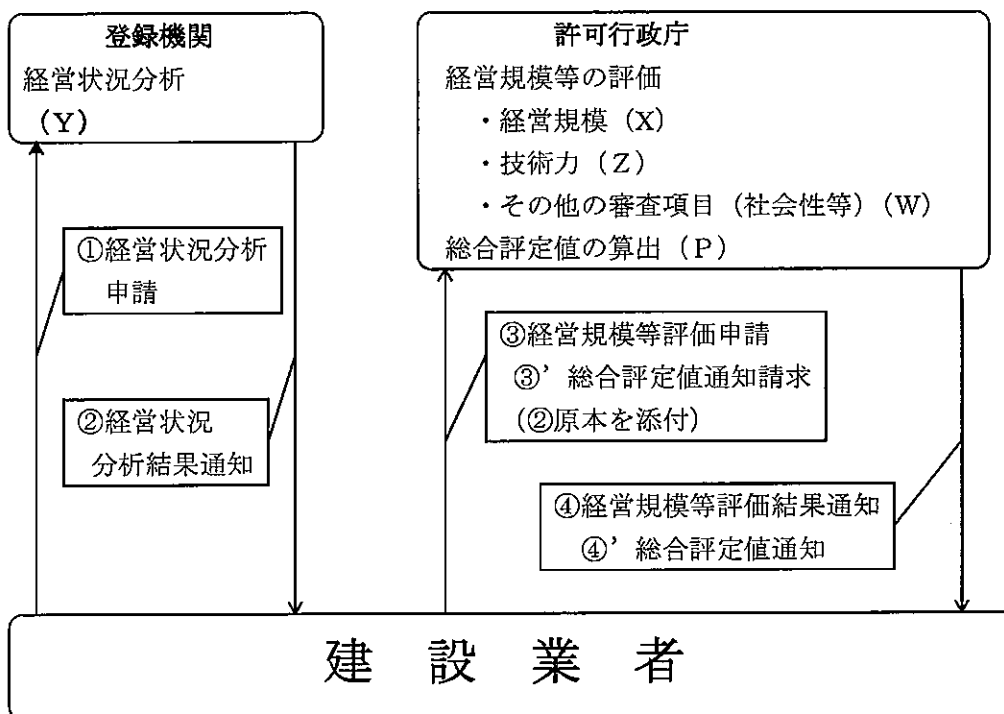 登録機関
経営状況分析
（Y）
許可行政庁
経営規模等の評価
・経営規模（X）
・技術力（Z）
・その他の審査項目（社会性等）（W）
総合評定値の算出（P）
①経営状況分析
申請
②経営状況
分析結果通知
③経営規模等評価申請
③’総合評定値通知請求
（②原本を添付）
④経営規模等評価結果通知
④’総合評定値通知
建設業者